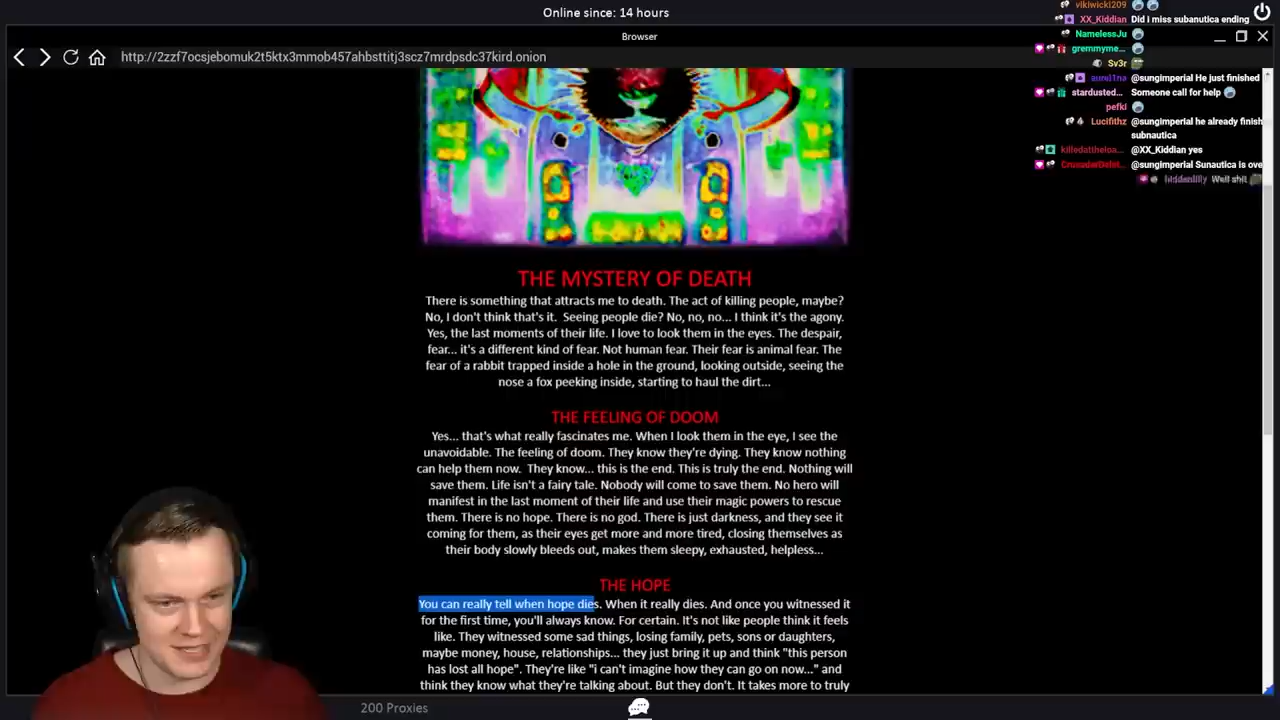 Online since: 14 hours
Browser
http://2zzf7ocsjebomuk2t5ktx3mmob457ahbsttitj3scz7mrdpsdc37kird.onion
vikiwicki209
XX_Kiddian Did i miss subanutica ending
NamelessJu
gremmyme...
Sv3r
@sungimperial He just finished
stardusted... Someone call for help
pefkl
Lucifithz @sungimperial he already finish
subnautica
killedattheloa... @XX_Kiddian yes
@sungimperial Sunautica is over
Well shit
THE MYSTERY OF DEATH
There is something that attracts me to death. The act of killing people, maybe?
No, I don't think that's it. Seeing people die? No, no, no... I think it's the agony.
Yes, the last moments of their life. I love to look them in the eyes. The despair,
fear... it's a different kind of fear. Not human fear. Their fear is animal fear. The
fear of a rabbit trapped inside a hole in the ground, looking outside, seeing the
nose a fox peeking inside, starting to haul the dirt...
THE FEELING OF DOOM
Yes... that's what really fascinates me. When I look them in the eye, I see the
unavoidable. The feeling of doom. They know they're dying. They know nothing
can help them now. They know... this is the end. This is truly the end. Nothing will
save them. Life isn't a fairy tale. Nobody will come to save them. No hero will
manifest in the last moment of their life and use their magic powers to rescue
them. There is no hope. There is no god. There is just darkness, and they see it
coming for them, as their eyes get more and more tired, closing themselves as
their body slowly bleeds out, makes them sleepy, exhausted, helpless...
THE HOPE
You can really tell when hope dies. When it really dies. And once you witnessed it
for the first time, you'll always know. For certain. It's not like people think it feels
like. They witnessed some sad things, losing family, pets, sons or daughters,
maybe money, house, relationships... they just bring it up and think "this person
has lost all hope". They're like "i can't imagine how they can go on now..." and
think they know what they're talking about. But they don't. It takes more to truly
200 Proxies